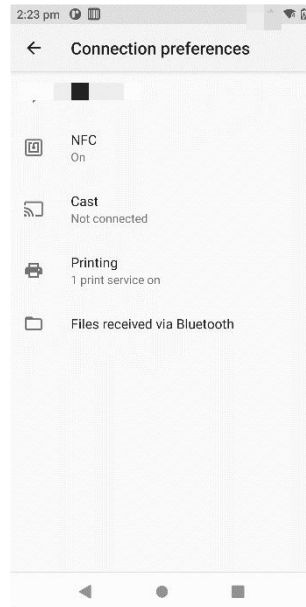 2:23 pm
Connection preferences
NFC
On
Cast
Not connected
Printing
1 print service on
Files received via Bluetooth